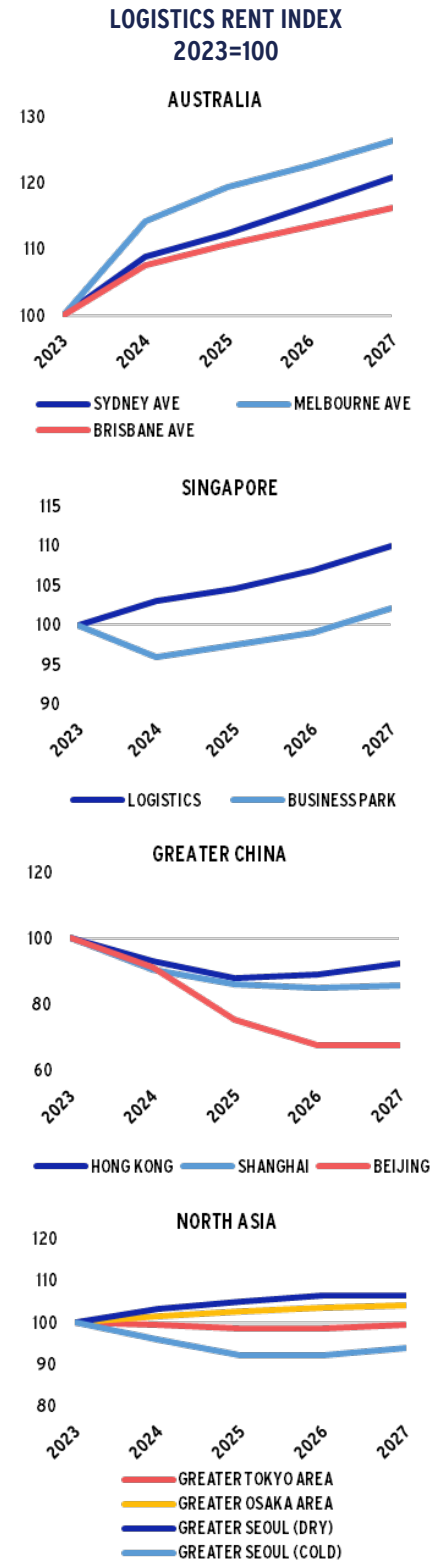 LOGISTICS RENT INDEX
2023=100
AUSTRALIA
130
120
110
100
2023
2024
2025
2026
2027
SYDNEY AVE
MELBOURNE AVE
BRISBANE AVE
SINGAPORE
115
110
105
100
95
90
2023
2024
2025
2026
2027
LOGISTICS
BUSINESS PARK
GREATER CHINA
120
100
80
60
2023
2024
2025
2026
2027
HONG KONG
SHANGHAI
BEIJING
NORTH ASIA
120
110
100
90
80
2023
2024
2025
2026
2027
GREATER TOKYO AREA
GREATER OSAKA AREA
GREATER SEOUL (DRY)
GREATER SEOUL (COLD)